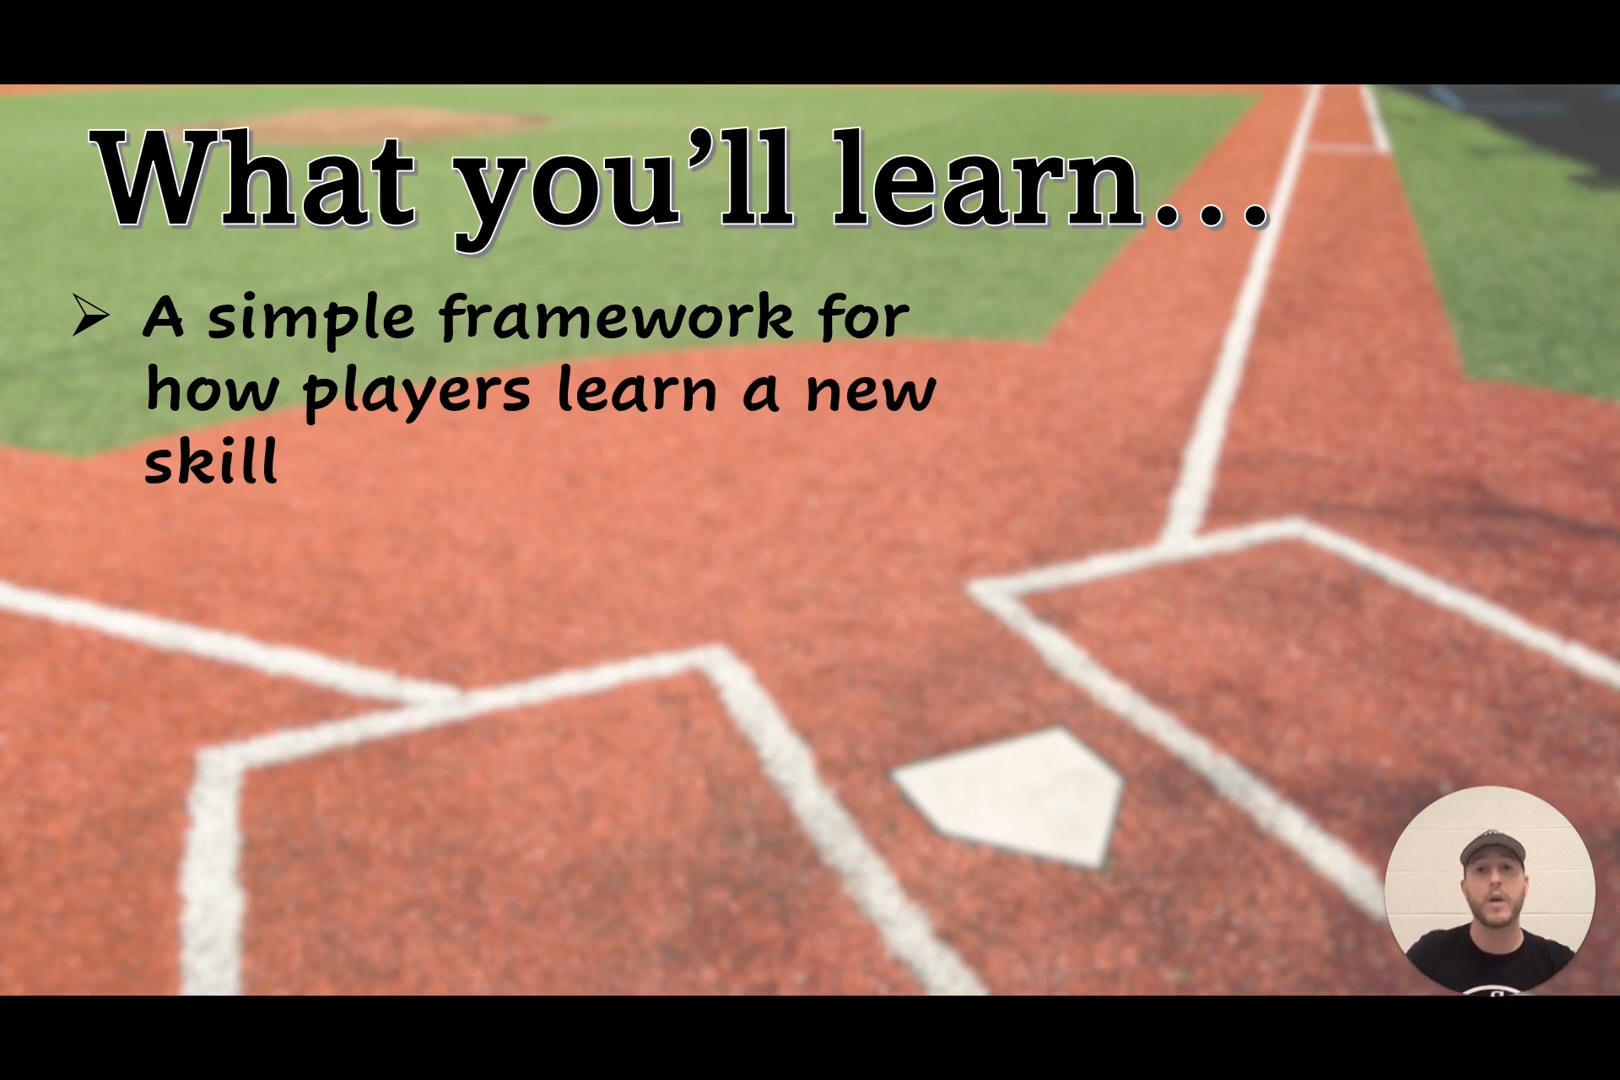 What you’ll learn…
➢ A simple framework for
how players learn a new
skill